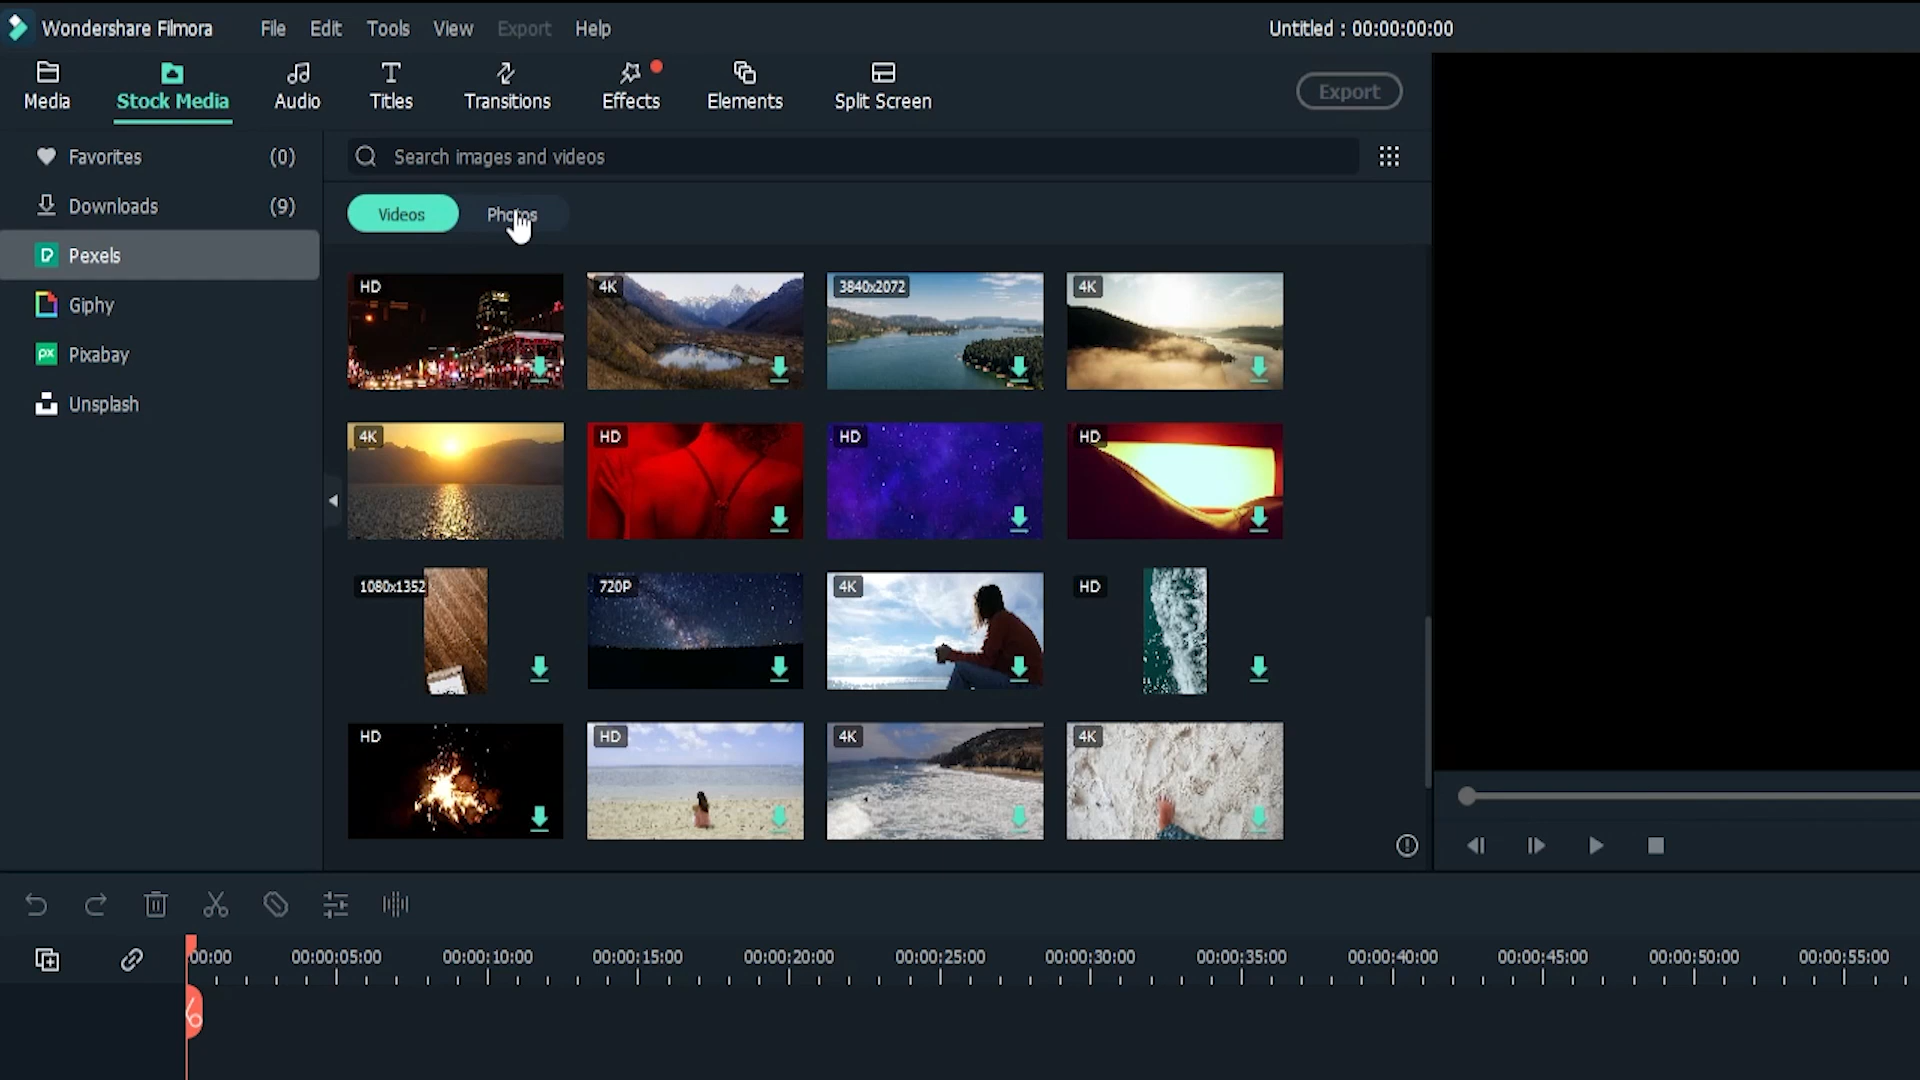 Wondershare Filmora File Edit Tools View Export Help Untitled : 00:00:00:00
Media Stock Media Audio Titles Transitions Effects Elements Split Screen Export
Favorites (0)
Search images and videos
Downloads (9)
Videos Photos
Pexels
Giphy
Pixabay
Unsplash
HD 4K 3840x2072 4K
4K HD HD HD
1080x1352 720P 4K HD
HD HD 4K 4K
00:00 00:00:05:00 00:00:10:00 00:00:15:00 00:00:20:00 00:00:25:00 00:00:30:00 00:00:35:00 00:00:40:00 00:00:45:00 00:00:50:00 00:00:55:00